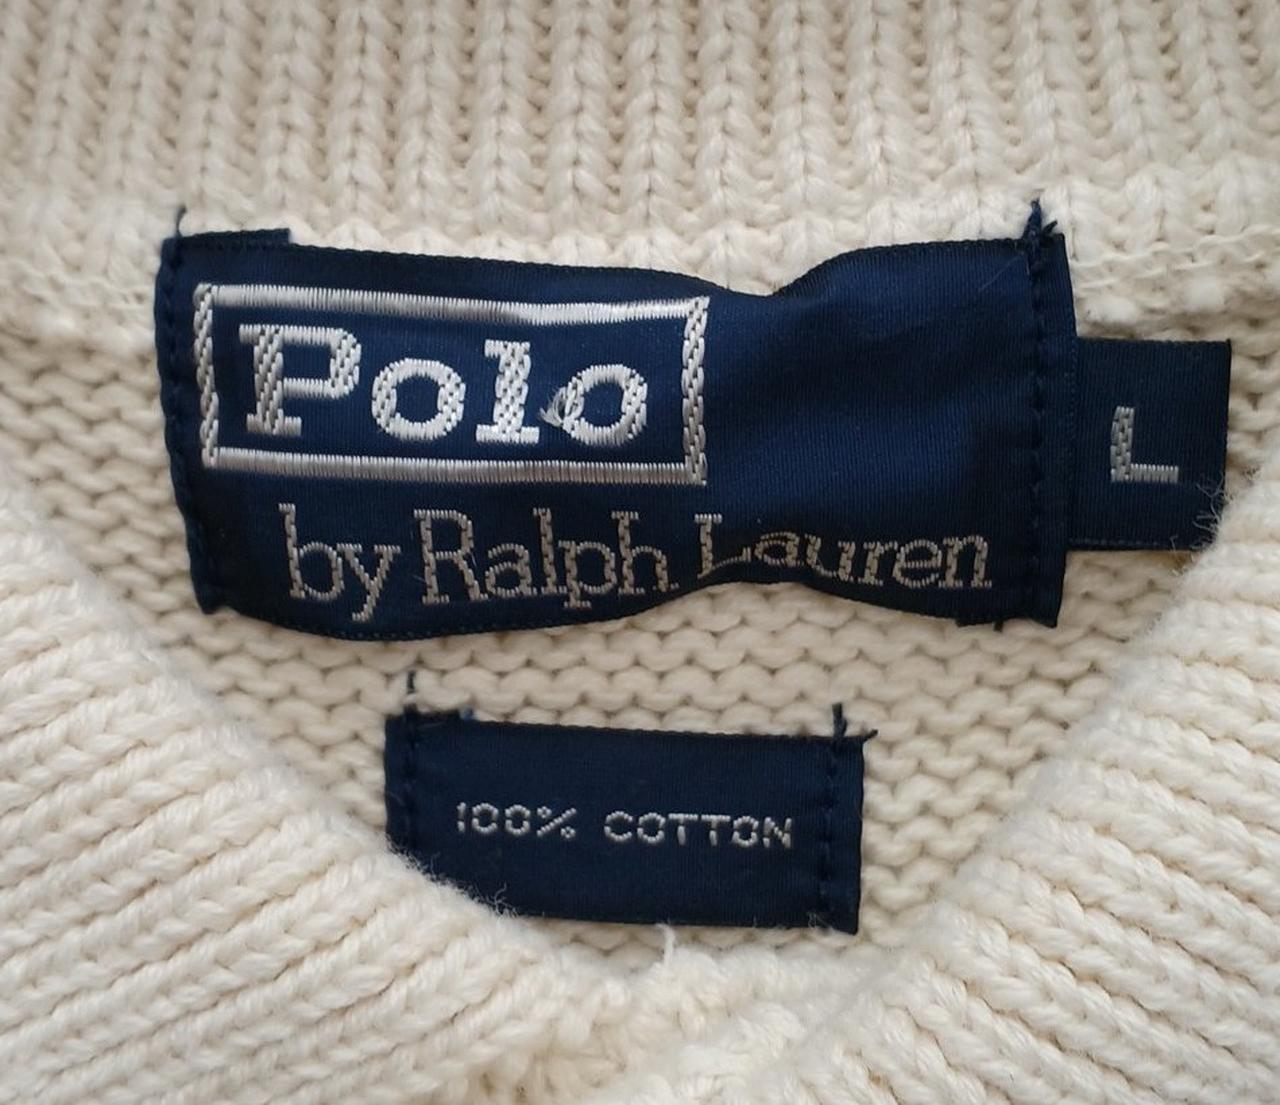 Polo
by Ralph Lauren
L
100% COTTON